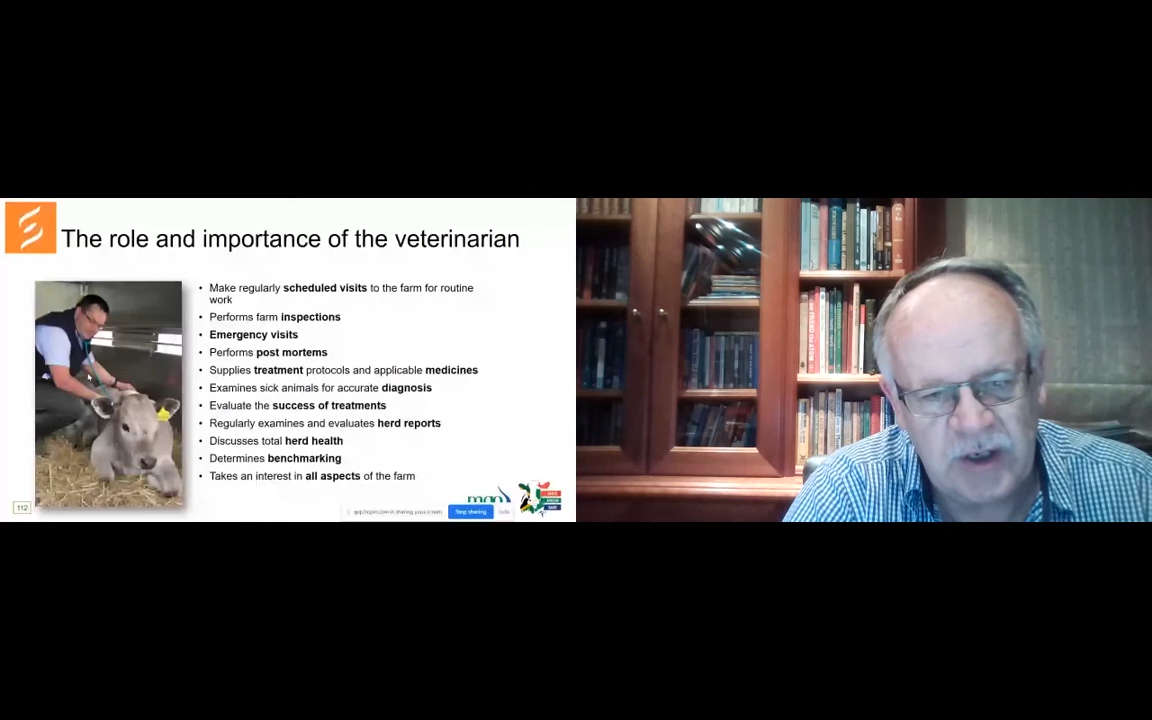 The role and importance of the veterinarian
• Make regularly scheduled visits to the farm for routine
work
• Performs farm inspections
• Emergency visits
• Performs post mortems
• Supplies treatment protocols and applicable medicines
• Examines sick animals for accurate diagnosis
• Evaluate the success of treatments
• Regularly examines and evaluates herd reports
• Discusses total herd health
• Determines benchmarking
• Takes an interest in all aspects of the farm
112
Stop sharing